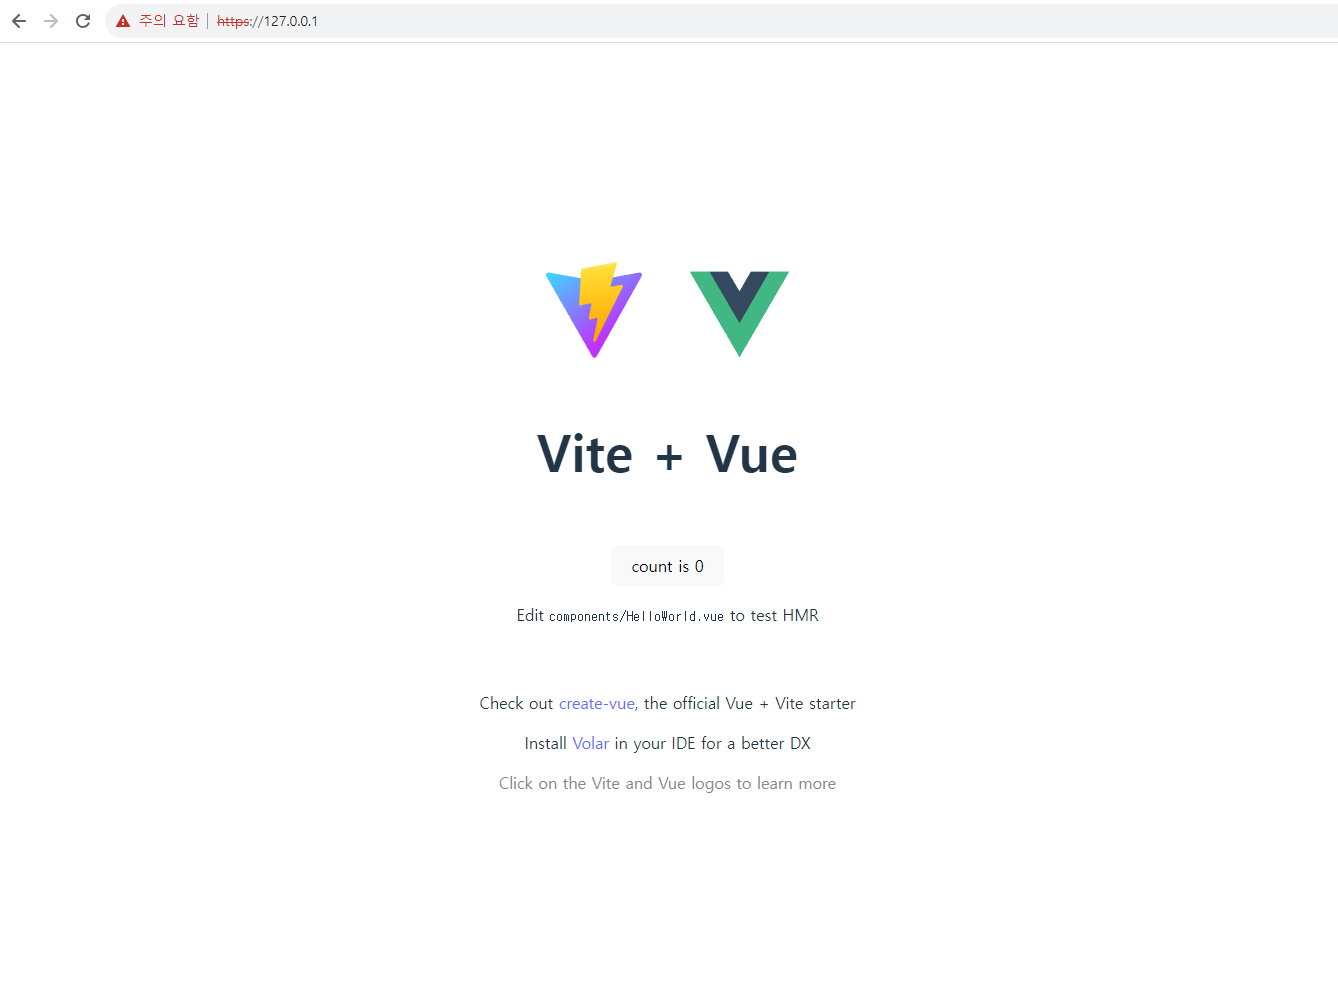 주의 요함 | https://127.0.0.1
Vite + Vue
count is 0
Edit components/HelloWorld.vue to test HMR
Check out create-vue, the official Vue + Vite starter
Install Volar in your IDE for a better DX
Click on the Vite and Vue logos to learn more